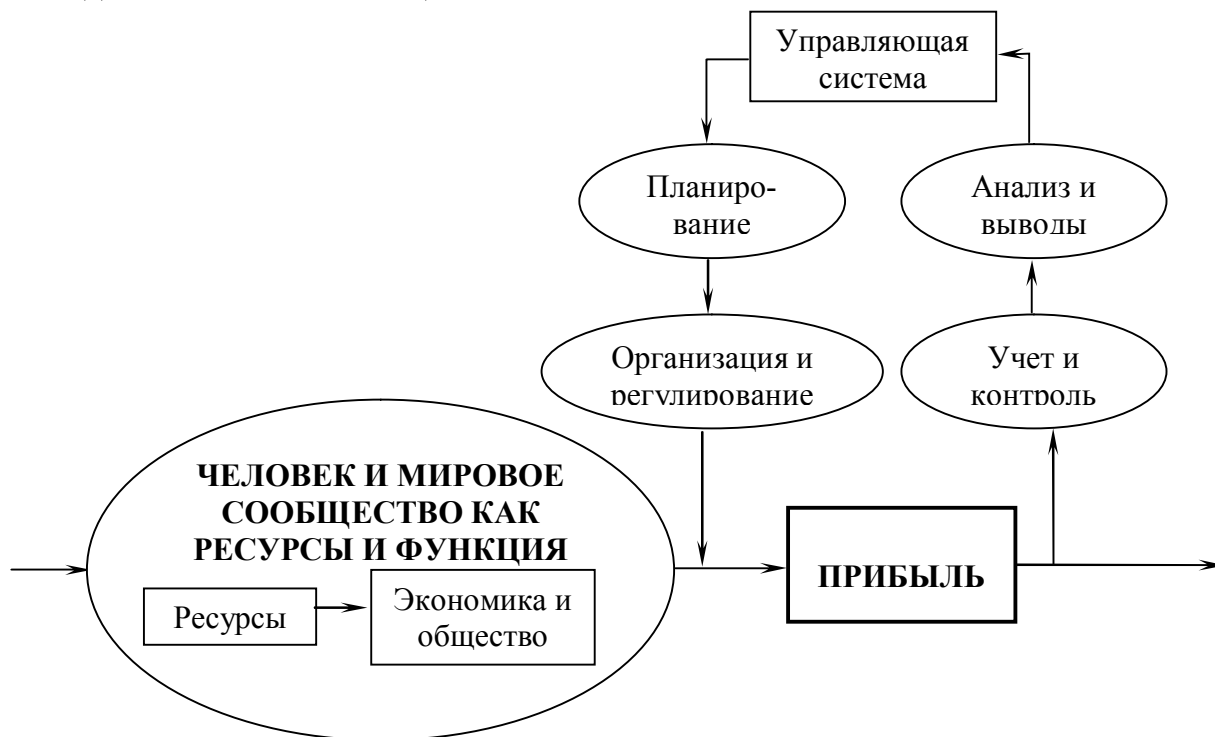 Управляющая
система
Планиро-
вание
Анализ и
выводы
Организация и
регулирование
Учет и
контроль
ЧЕЛОВЕК И МИРОВОЕ
СООБЩЕСТВО КАК
РЕСУРСЫ И ФУНКЦИЯ
Ресурсы
Экономика и
общество
ПРИБЫЛЬ